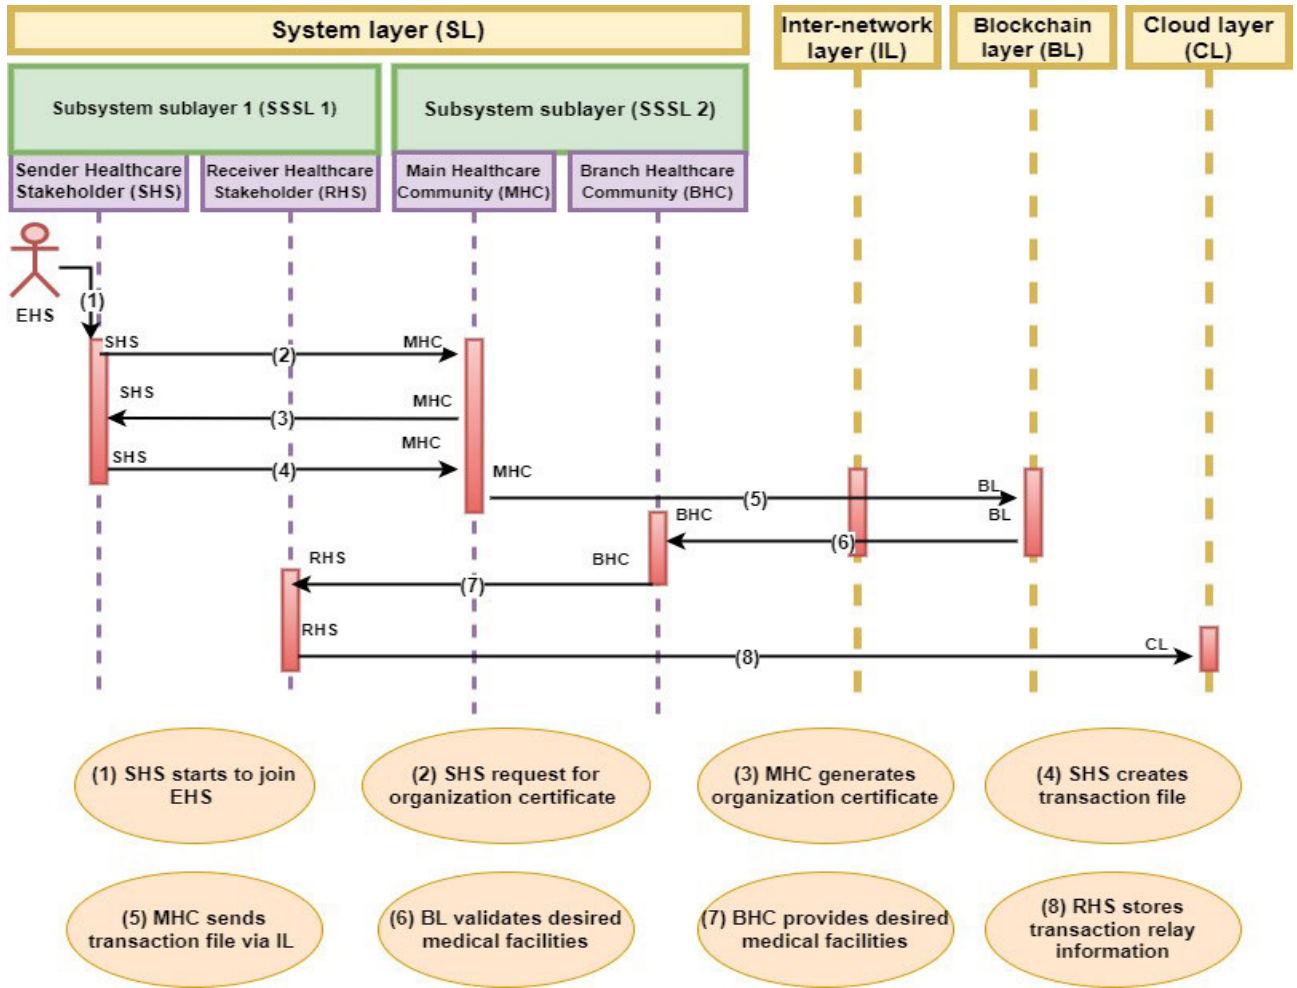 System layer (SL)
Inter-network
layer (IL)
Blockchain
layer (BL)
Cloud layer
(CL)
Subsystem sublayer 1 (SSSL 1)
Subsystem sublayer (SSSL 2)
Sender Healthcare
Stakeholder (SHS)
Receiver Healthcare
Stakeholder (RHS)
Main Healthcare
Community (MHC)
Branch Healthcare
Community (BHC)
EHS
(1)
SHS
(2)
MHC
SHS
(3)
MHC
SHS
(4)
MHC
MHC
(5)
BL
BHC
(6)
BL
RHS
(7)
BHC
RHS
(8)
CL
(1) SHS starts to join
EHS
(2) SHS request for
organization certificate
(3) MHC generates
organization certificate
(4) SHS creates
transaction file
(5) MHC sends
transaction file via IL
(6) BL validates desired
medical facilities
(7) BHC provides desired
medical facilities
(8) RHS stores
transaction relay
information